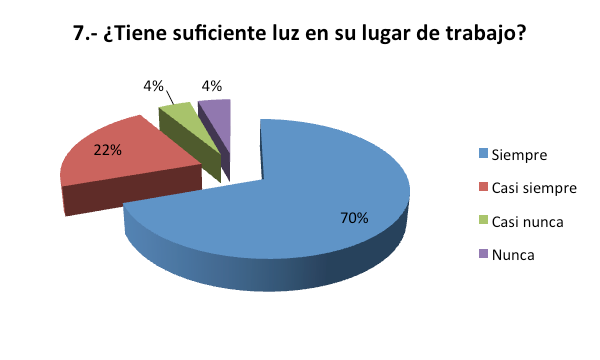 7.- ¿Tiene suficiente luz en su lugar de trabajo?
4%
4%
22%
70%
Siempre
Casi siempre
Casi nunca
Nunca